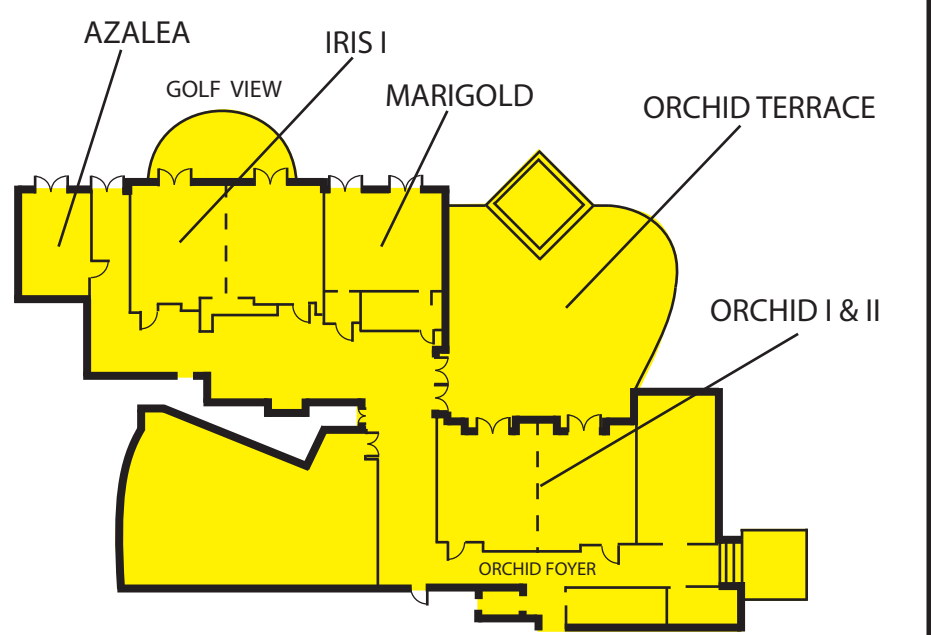 AZALEA
IRIS I
GOLF VIEW
MARIGOLD
ORCHID TERRACE
ORCHID I & II
ORCHID FOYER